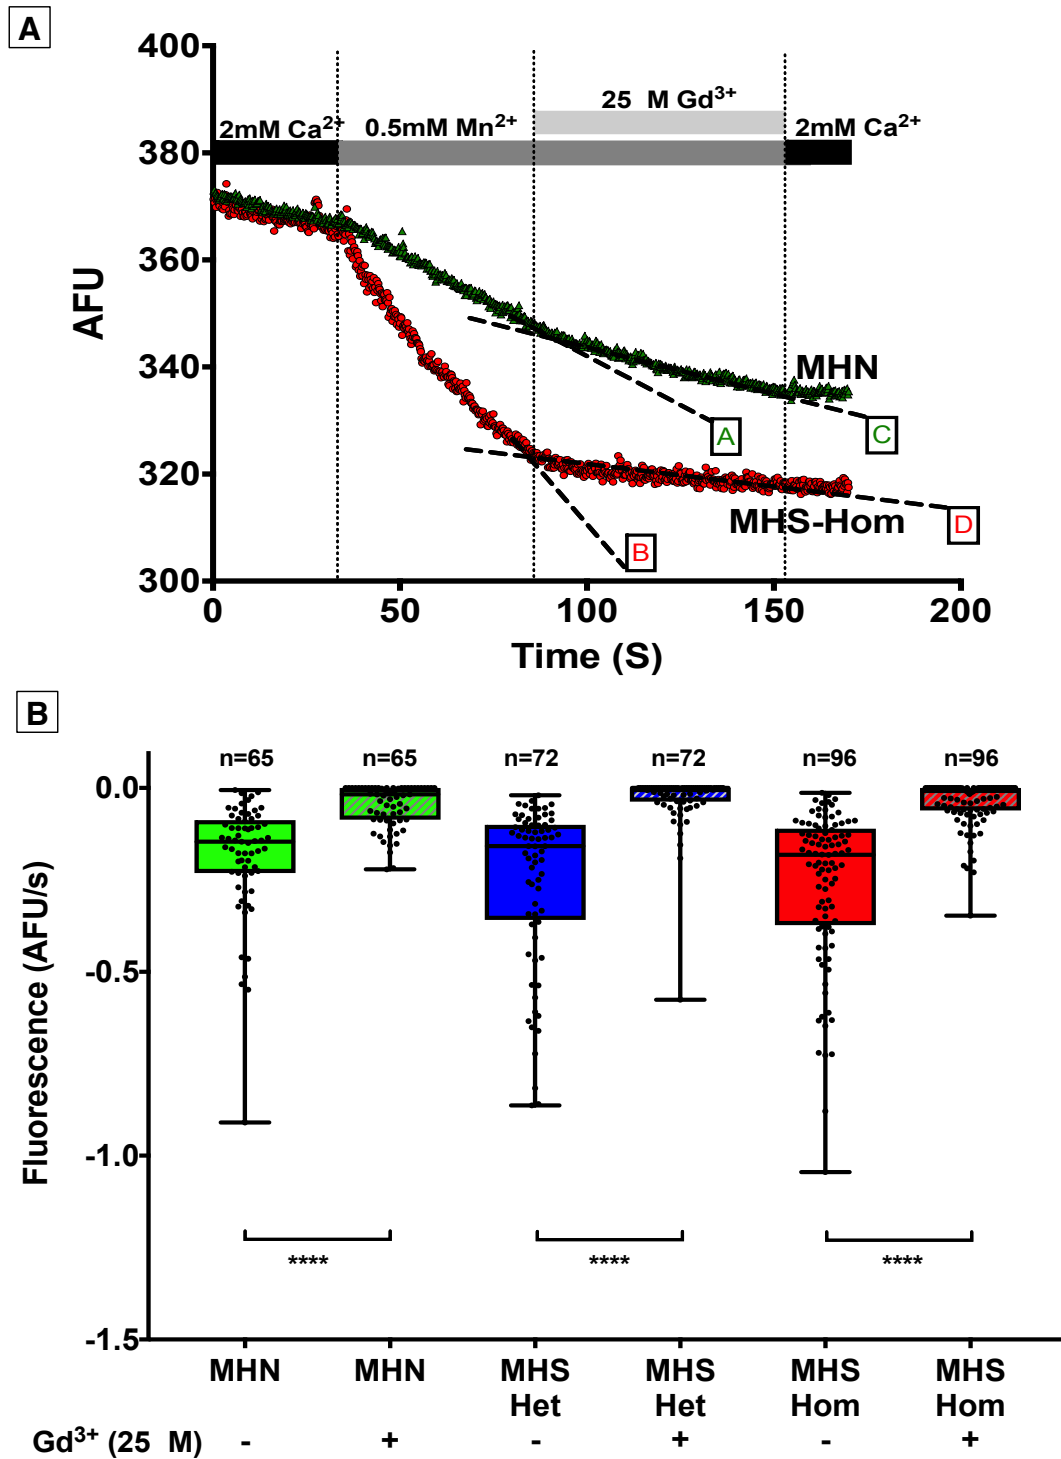 A
400
25 M Gd³⁺
2mM Ca²⁺ 0.5mM Mn²⁺ 2mM Ca²⁺
380
360
AFU
340
MHN
A
C
320
MHS-Hom
D
B
300
0 50 100 150 200
Time (S)
B
n=65 n=65 n=72 n=72 n=96 n=96
0.0
-0.5
Fluorescence (AFU/s)
-1.0
**** **** ****
-1.5
MHN MHN MHS MHS MHS MHS
Het Het Hom Hom
Gd³⁺ (25 M) - + - + - +